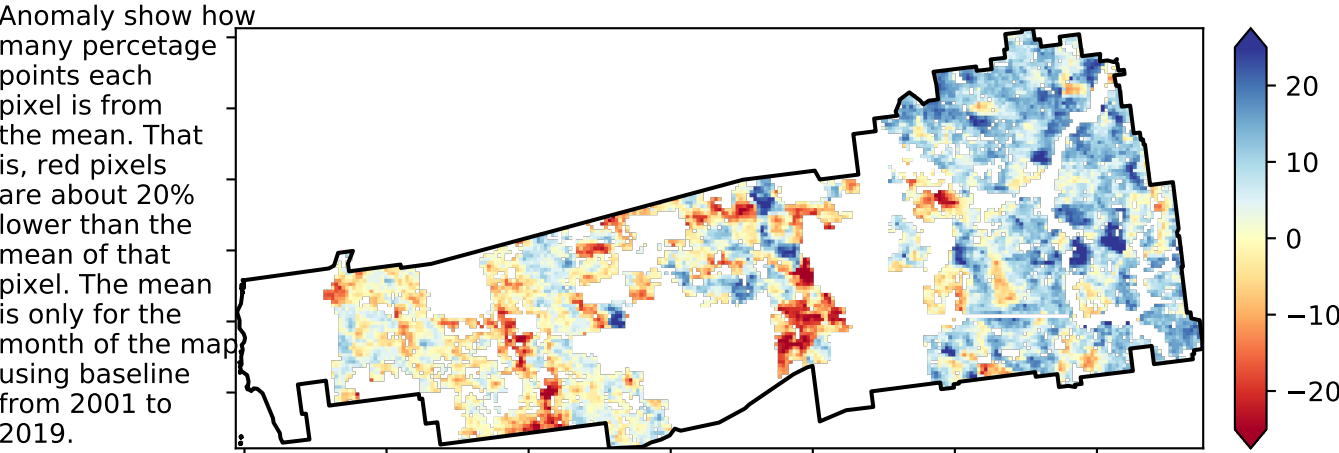 Anomaly show how
many percetage
points each
pixel is from
the mean. That
is, red pixels
are about 20%
lower than the
mean of that
pixel. The mean
is only for the
month of the map
using baseline
from 2001 to
2019.
20
10
0
−10
−20